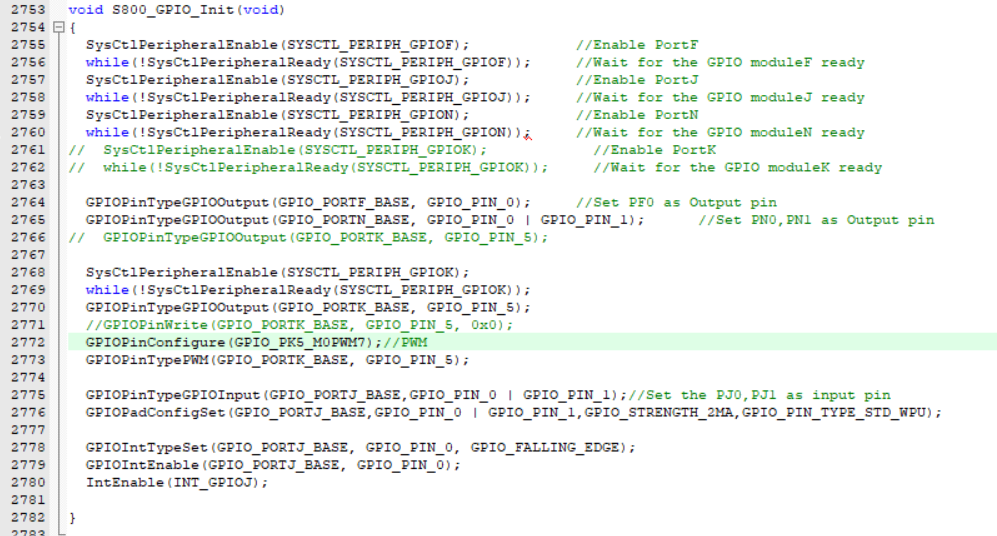 2753 void S800_GPIO_Init(void)
2754 {
2755 SysCtlPeripheralEnable(SYSCTL_PERIPH_GPIOF); //Enable PortF
2756 while(!SysCtlPeripheralReady(SYSCTL_PERIPH_GPIOF)); //Wait for the GPIO moduleF ready
2757 SysCtlPeripheralEnable(SYSCTL_PERIPH_GPIOJ); //Enable PortJ
2758 while(!SysCtlPeripheralReady(SYSCTL_PERIPH_GPIOJ)); //Wait for the GPIO moduleJ ready
2759 SysCtlPeripheralEnable(SYSCTL_PERIPH_GPION); //Enable PortN
2760 while(!SysCtlPeripheralReady(SYSCTL_PERIPH_GPION)); //Wait for the GPIO moduleN ready
2761 // SysCtlPeripheralEnable(SYSCTL_PERIPH_GPIOK); //Enable PortK
2762 // while(!SysCtlPeripheralReady(SYSCTL_PERIPH_GPIOK)); //Wait for the GPIO moduleK ready
2763
2764 GPIOPinTypeGPIOOutput(GPIO_PORTF_BASE, GPIO_PIN_0); //Set PF0 as Output pin
2765 GPIOPinTypeGPIOOutput(GPIO_PORTN_BASE, GPIO_PIN_0 | GPIO_PIN_1); //Set PN0,PN1 as Output pin
2766 // GPIOPinTypeGPIOOutput(GPIO_PORTK_BASE, GPIO_PIN_5);
2767
2768 SysCtlPeripheralEnable(SYSCTL_PERIPH_GPIOK);
2769 while(!SysCtlPeripheralReady(SYSCTL_PERIPH_GPIOK));
2770 GPIOPinTypeGPIOOutput(GPIO_PORTK_BASE, GPIO_PIN_5);
2771 //GPIOPinWrite(GPIO_PORTK_BASE, GPIO_PIN_5, 0x0);
2772 GPIOPinConfigure(GPIO_PK5_M0PWM7);//PWM
2773 GPIOPinTypePWM(GPIO_PORTK_BASE, GPIO_PIN_5);
2774
2775 GPIOPinTypeGPIOInput(GPIO_PORTJ_BASE,GPIO_PIN_0 | GPIO_PIN_1);//Set the PJ0,PJ1 as input pin
2776 GPIOPadConfigSet(GPIO_PORTJ_BASE,GPIO_PIN_0 | GPIO_PIN_1,GPIO_STRENGTH_2MA,GPIO_PIN_TYPE_STD_WPU);
2777
2778 GPIOIntTypeSet(GPIO_PORTJ_BASE, GPIO_PIN_0, GPIO_FALLING_EDGE);
2779 GPIOIntEnable(GPIO_PORTJ_BASE, GPIO_PIN_0);
2780 IntEnable(INT_GPIOJ);
2781
2782 }
2783